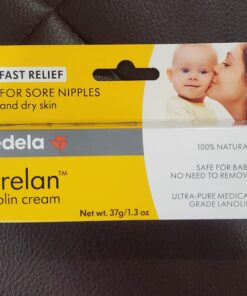 FAST RELIEF
FOR SORE NIPPLES
and dry skin
edela
100% NATURA
relan™
SAFE FOR BAB
NO NEED TO REMOV
olin cream
ULTRA-PURE MEDICA
GRADE LANOLI
Net wt. 37g/1.3 oz